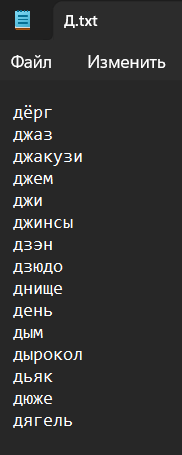 Д.txt
Файл Изменить
дёрг
джаз
джакузи
джем
джи
джинсы
дзэн
дзюдо
днище
день
дым
дырокол
дьяк
дюже
дягель